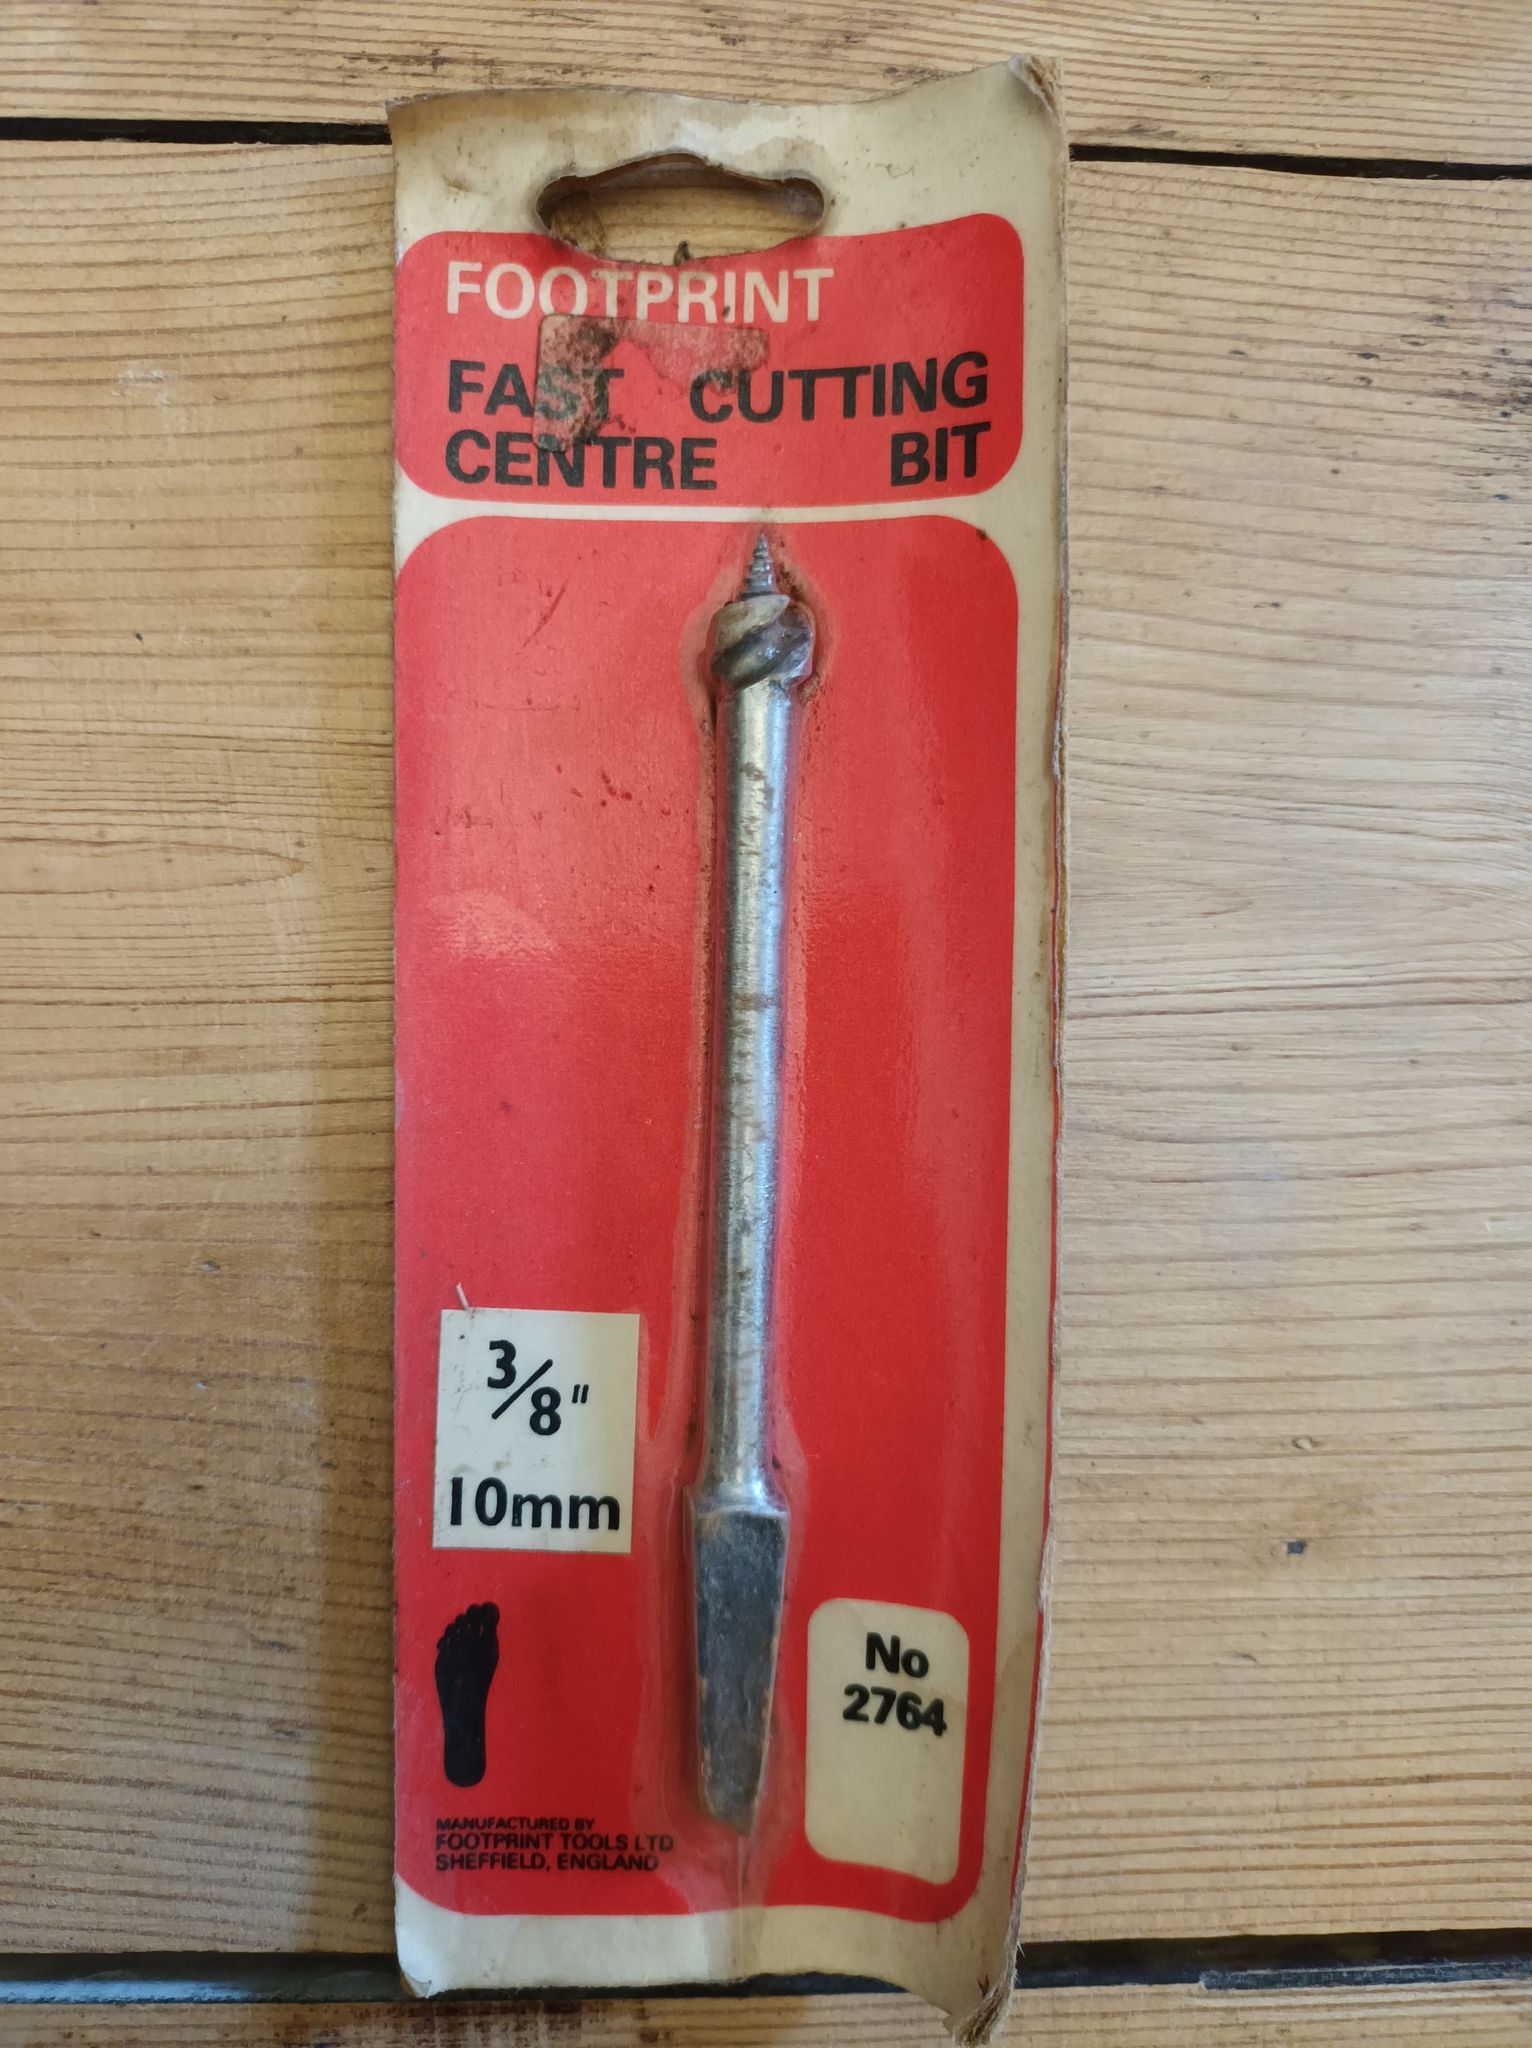 FOOTPRINT
FAST CUTTING
CENTRE BIT
3/8"
10mm
No
2764
MANUFACTURED BY
FOOTPRINT TOOLS LTD
SHEFFIELD, ENGLAND